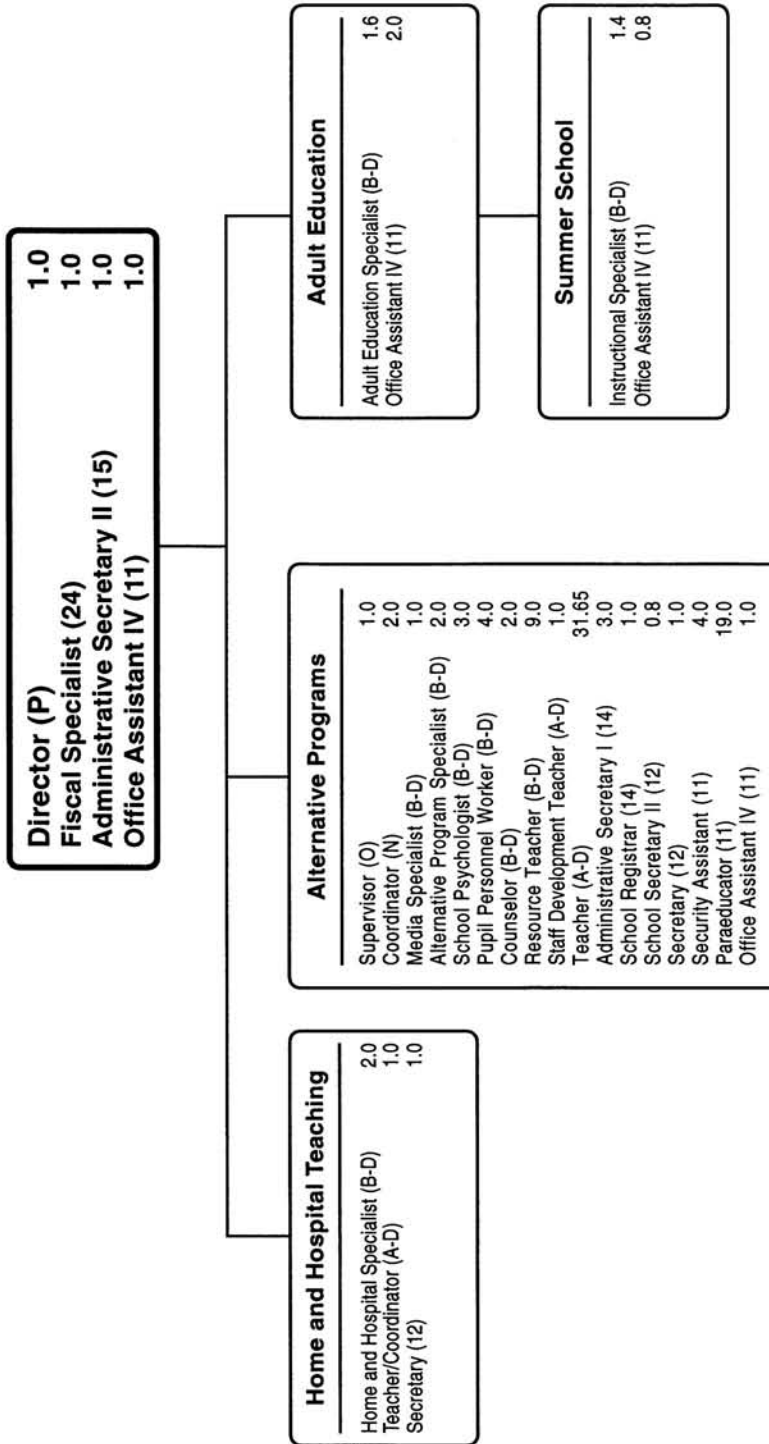 Director (P) 1.0
Fiscal Specialist (24) 1.0
Administrative Secretary II (15) 1.0
Office Assistant IV (11) 1.0
Home and Hospital Teaching
Home and Hospital Specialist (B-D) 2.0
Teacher/Coordinator (A-D) 1.0
Secretary (12) 1.0
Alternative Programs
Supervisor (O) 1.0
Coordinator (N) 2.0
Media Specialist (B-D) 1.0
Alternative Program Specialist (B-D) 2.0
School Psychologist (B-D) 3.0
Pupil Personnel Worker (B-D) 4.0
Counselor (B-D) 2.0
Resource Teacher (B-D) 9.0
Staff Development Teacher (A-D) 1.0
Teacher (A-D) 31.65
Administrative Secretary I (14) 3.0
School Registrar (14) 1.0
School Secretary II (12) 0.8
Secretary (12) 1.0
Security Assistant (11) 4.0
Paraeducator (11) 19.0
Office Assistant IV (11) 1.0
Adult Education
Adult Education Specialist (B-D) 1.6
Office Assistant IV (11) 2.0
Summer School
Instructional Specialist (B-D) 1.4
Office Assistant IV (11) 0.8